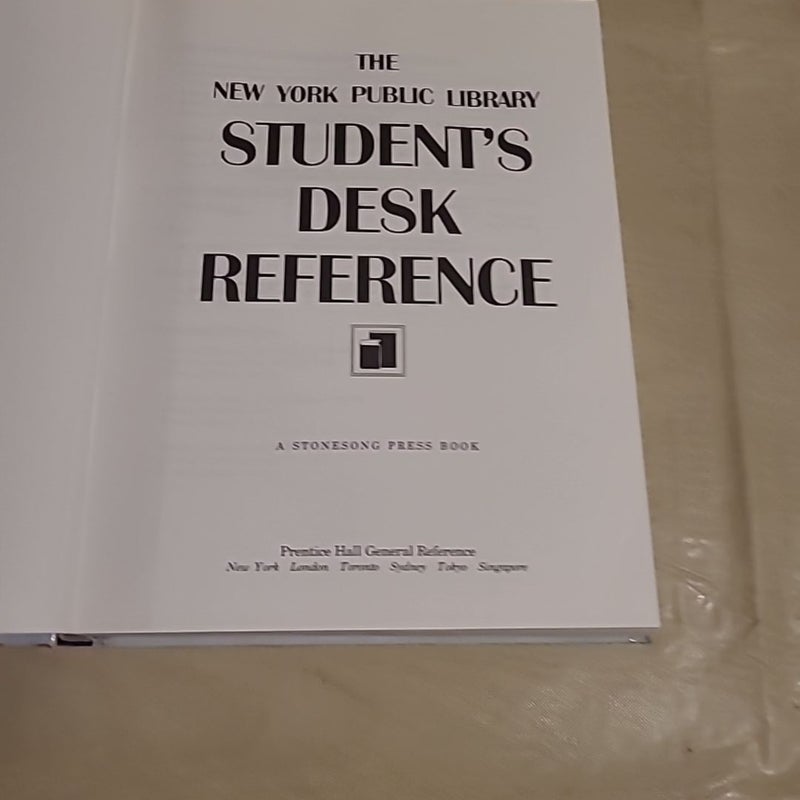 THE
NEW YORK PUBLIC LIBRARY
STUDENT'S
DESK
REFERENCE
A STONESONG PRESS BOOK
Prentice Hall General Reference
New York London Toronto Sydney Tokyo Singapore